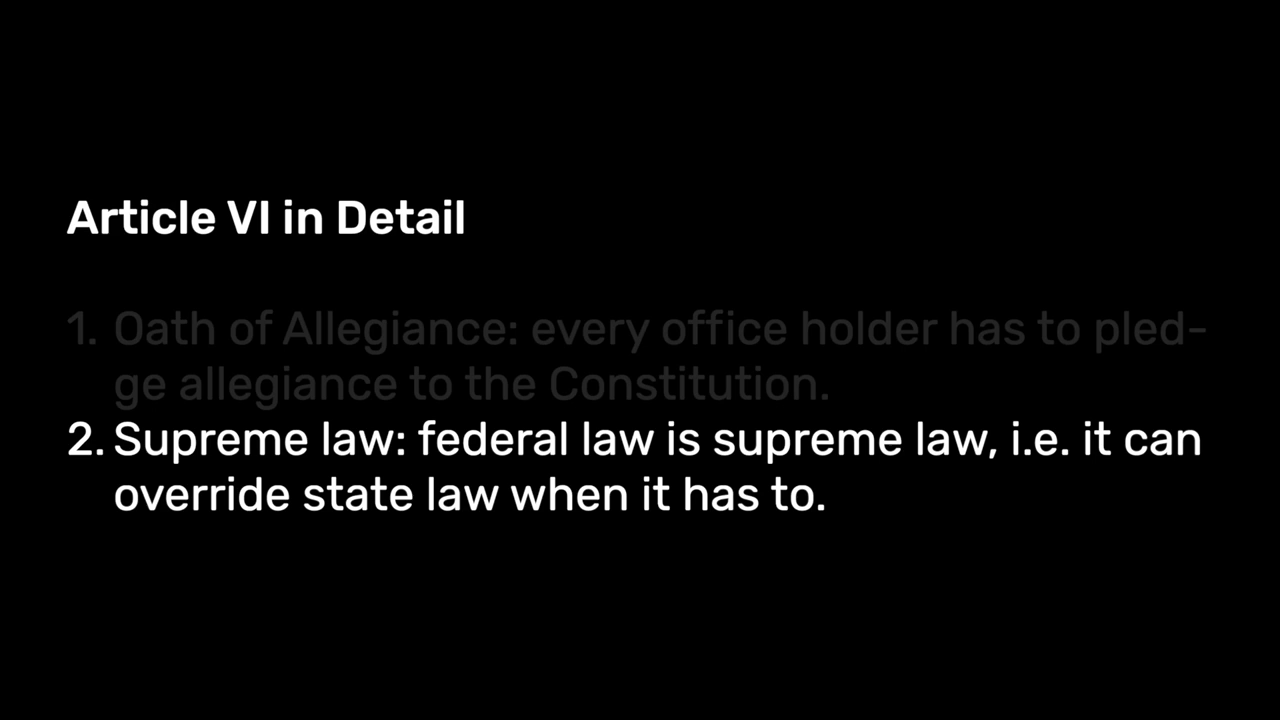 Article VI in Detail
1. Oath of Allegiance: every office holder has to pled-
ge allegiance to the Constitution.
2. Supreme law: federal law is supreme law, i.e. it can
override state law when it has to.